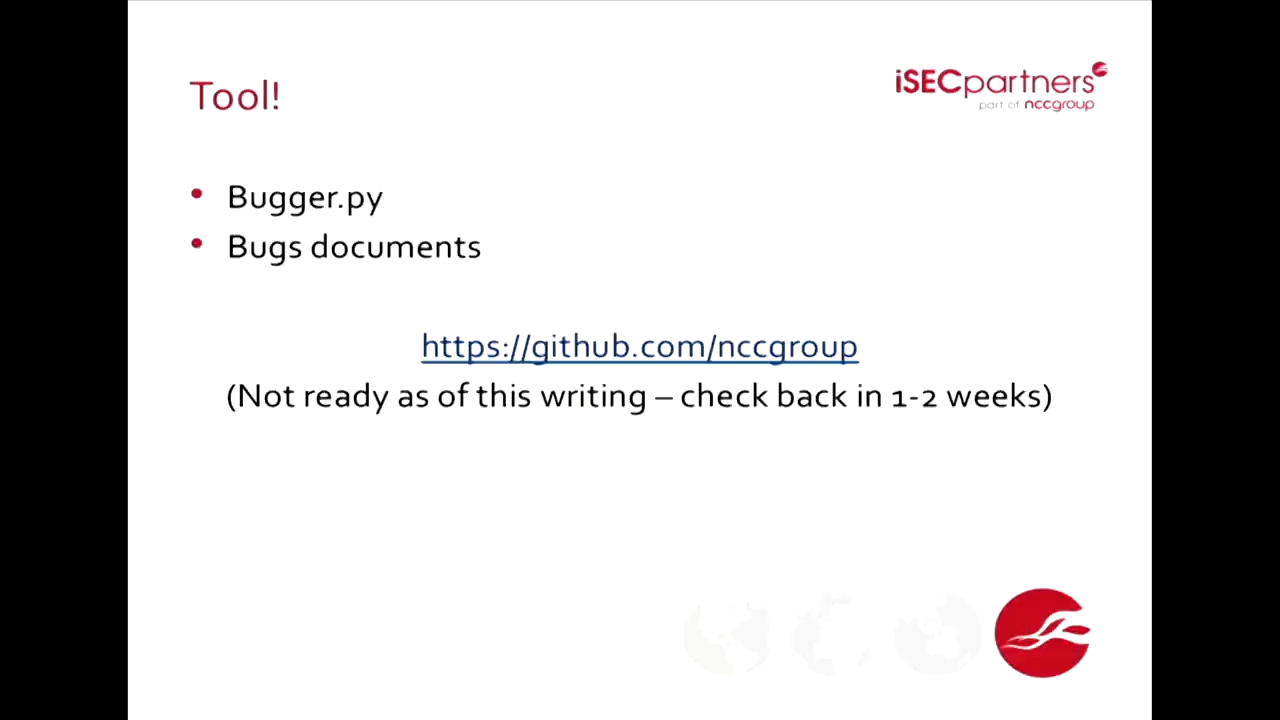 Tool!
iSECpartners
part of nccgroup
• Bugger.py
• Bugs documents
https://github.com/nccgroup
(Not ready as of this writing – check back in 1-2 weeks)